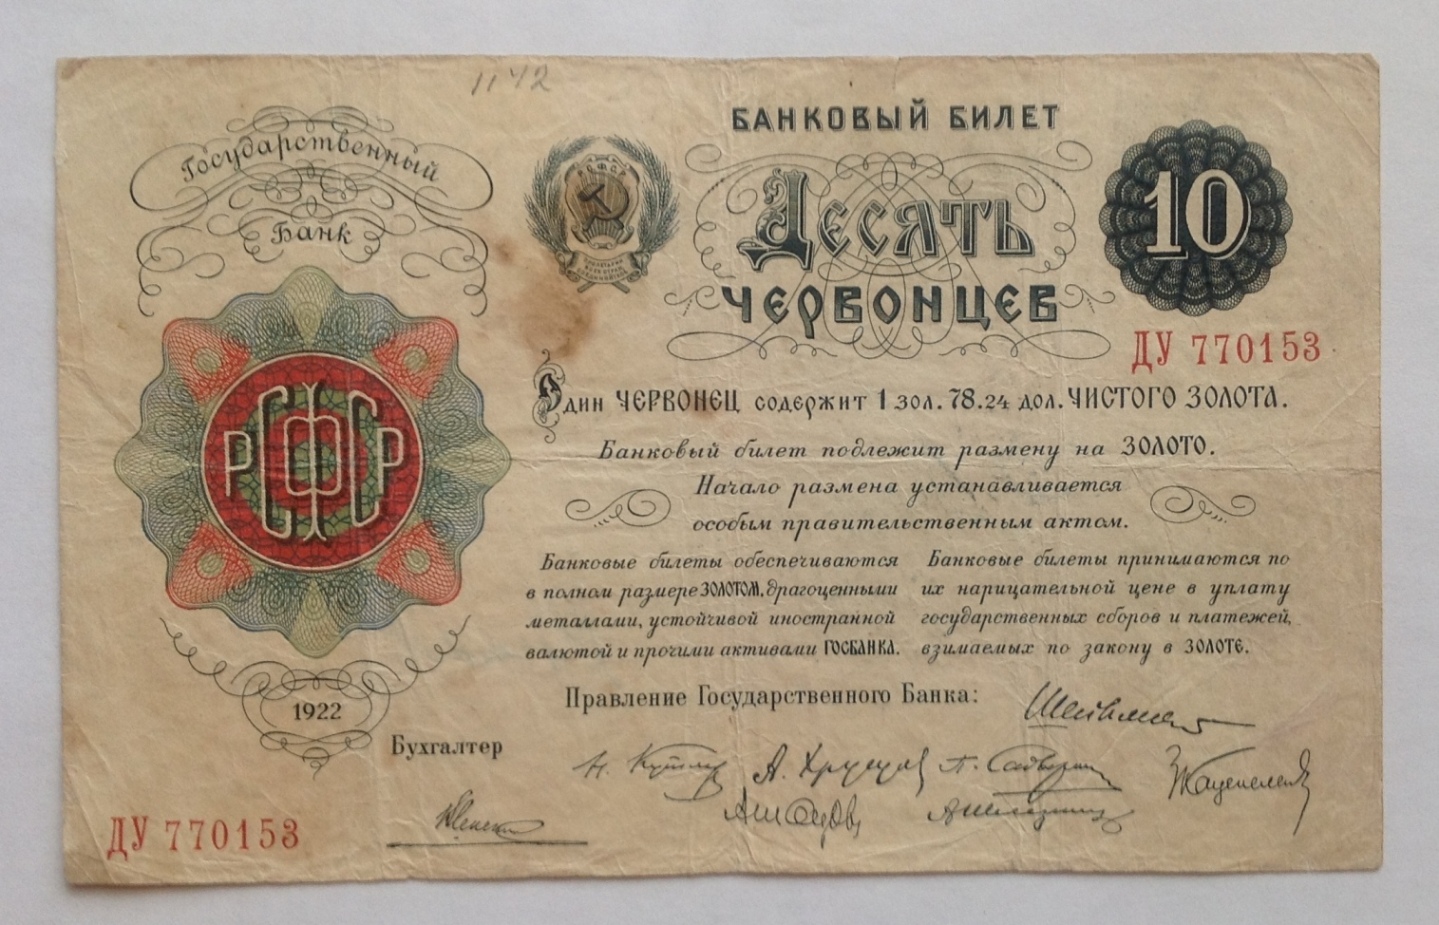 1142
Государственный
Банк
РСФСР
БАНКОВЫЙ БИЛЕТ
Десять
ЧЕРВОНЦЕВ
10
ДУ 770153
Один ЧЕРВОНЕЦ содержит 1 зол. 78.24 дол. ЧИСТОГО ЗОЛОТА.
Банковый билет подлежит размену на ЗОЛОТО.
Начало размена устанавливается
особым правительственным актом.
Банковые билеты обеспечиваются
в полном размере ЗОЛОТОМ, драгоценными
металлами, устойчивой иностранной
валютой и прочими активами ГОСБАНКА.
Банковые билеты принимаются по
их нарицательной цене в уплату
государственных сборов и платежей,
взимаемых по закону в ЗОЛОТЕ.
РСФСР
1922
Правление Государственного Банка:
Бухгалтер
ДУ 770153